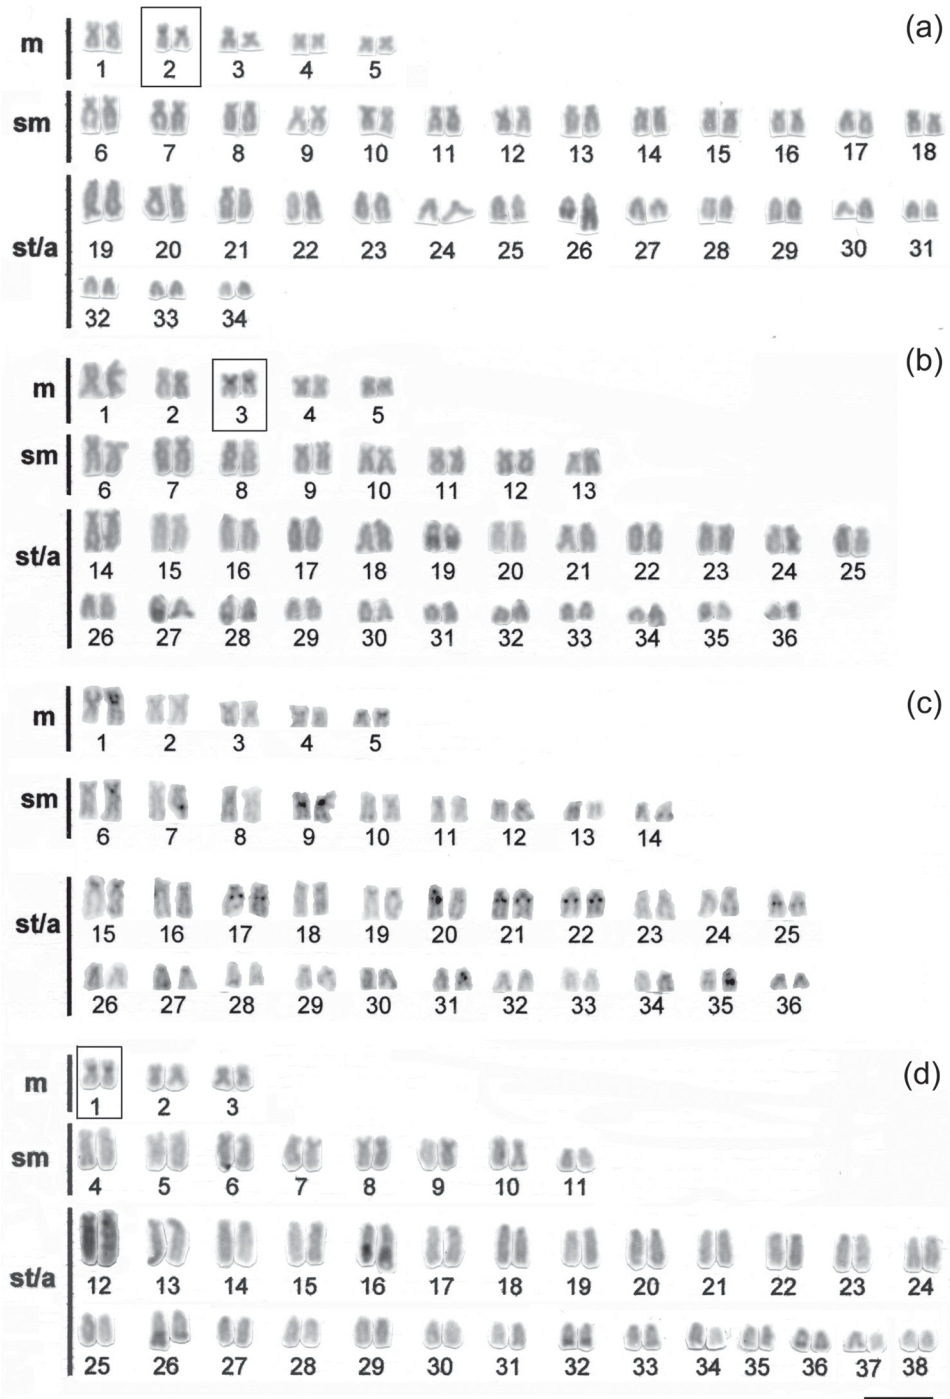 (a)
m
1 2 3 4 5
sm
6 7 8 9 10 11 12 13 14 15 16 17 18
st/a
19 20 21 22 23 24 25 26 27 28 29 30 31
32 33 34
(b)
m
1 2 3 4 5
sm
6 7 8 9 10 11 12 13
st/a
14 15 16 17 18 19 20 21 22 23 24 25
26 27 28 29 30 31 32 33 34 35 36
(c)
m
1 2 3 4 5
sm
6 7 8 9 10 11 12 13 14
st/a
15 16 17 18 19 20 21 22 23 24 25
26 27 28 29 30 31 32 33 34 35 36
(d)
m
1 2 3
sm
4 5 6 7 8 9 10 11
st/a
12 13 14 15 16 17 18 19 20 21 22 23 24
25 26 27 28 29 30 31 32 33 34 35 36 37 38